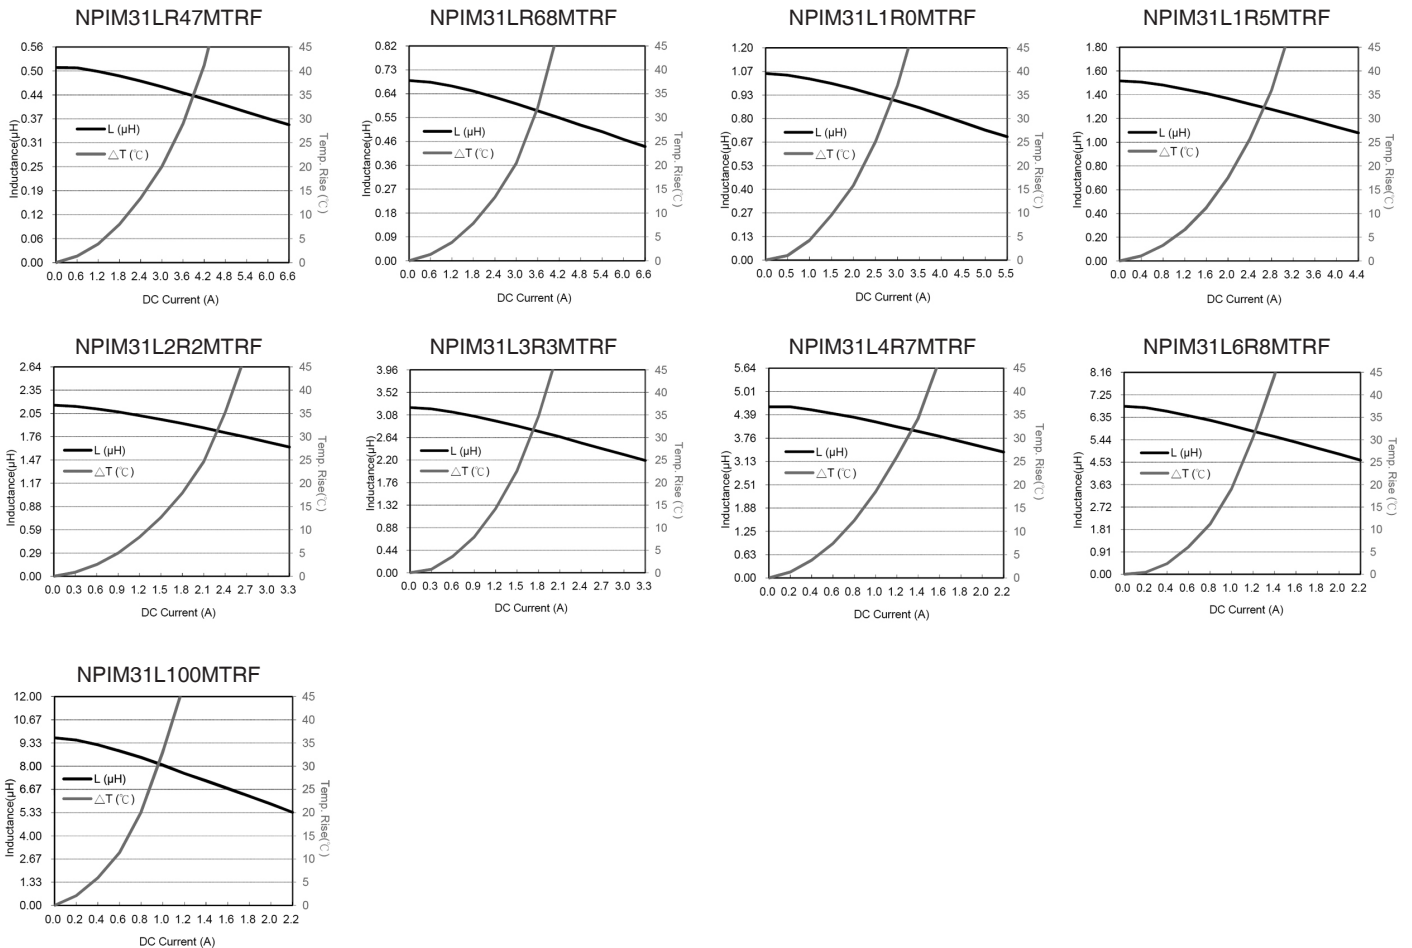 NPIM31LR47MTRF
0.56
0.50
0.44
0.37
0.31
0.25
0.19
0.12
0.06
0.00
Inductance(µH)
L (µH)
△T (℃)
45
40
35
30
25
20
15
10
5
0
Temp. Rise(℃)
0.0 0.6 1.2 1.8 2.4 3.0 3.6 4.2 4.8 5.4 6.0 6.6
DC Current (A)
NPIM31LR68MTRF
0.82
0.73
0.64
0.55
0.46
0.36
0.27
0.18
0.09
0.00
Inductance(µH)
L (µH)
△T (℃)
45
40
35
30
25
20
15
10
5
0
Temp. Rise(℃)
0.0 0.6 1.2 1.8 2.4 3.0 3.6 4.2 4.8 5.4 6.0 6.6
DC Current (A)
NPIM31L1R0MTRF
1.20
1.07
0.93
0.80
0.67
0.53
0.40
0.27
0.13
0.00
Inductance(µH)
L (µH)
△T (℃)
45
40
35
30
25
20
15
10
5
0
Temp. Rise(℃)
0.0 0.5 1.0 1.5 2.0 2.5 3.0 3.5 4.0 4.5 5.0 5.5
DC Current (A)
NPIM31L1R5MTRF
1.80
1.60
1.40
1.20
1.00
0.80
0.60
0.40
0.20
0.00
Inductance(µH)
L (µH)
△T (℃)
45
40
35
30
25
20
15
10
5
0
Temp. Rise(℃)
0.0 0.4 0.8 1.2 1.6 2.0 2.4 2.8 3.2 3.6 4.0 4.4
DC Current (A)
NPIM31L2R2MTRF
2.64
2.35
2.05
1.76
1.47
1.17
0.88
0.59
0.29
0.00
Inductance(µH)
L (µH)
△T (℃)
45
40
35
30
25
20
15
10
5
0
Temp. Rise(℃)
0.0 0.3 0.6 0.9 1.2 1.5 1.8 2.1 2.4 2.7 3.0 3.3
DC Current (A)
NPIM31L3R3MTRF
3.96
3.52
3.08
2.64
2.20
1.76
1.32
0.88
0.44
0.00
Inductance(µH)
L (µH)
△T (℃)
45
40
35
30
25
20
15
10
5
0
Temp. Rise (℃)
0.0 0.3 0.6 0.9 1.2 1.5 1.8 2.1 2.4 2.7 3.0 3.3
DC Current (A)
NPIM31L4R7MTRF
5.64
5.01
4.39
3.76
3.13
2.51
1.88
1.25
0.63
0.00
Inductance(µH)
L (µH)
△T (℃)
45
40
35
30
25
20
15
10
5
0
Temp. Rise(℃)
0.0 0.2 0.4 0.6 0.8 1.0 1.2 1.4 1.6 1.8 2.0 2.2
DC Current (A)
NPIM31L6R8MTRF
8.16
7.25
6.35
5.44
4.53
3.63
2.72
1.81
0.91
0.00
Inductance(µH)
L (µH)
△T (℃)
45
40
35
30
25
20
15
10
5
0
Temp. Rise (℃)
0.0 0.2 0.4 0.6 0.8 1.0 1.2 1.4 1.6 1.8 2.0 2.2
DC Current (A)
NPIM31L100MTRF
12.00
10.67
9.33
8.00
6.67
5.33
4.00
2.67
1.33
0.00
Inductance(µH)
L (µH)
△T (℃)
45
40
35
30
25
20
15
10
5
0
Temp. Rise(℃)
0.0 0.2 0.4 0.6 0.8 1.0 1.2 1.4 1.6 1.8 2.0 2.2
DC Current (A)